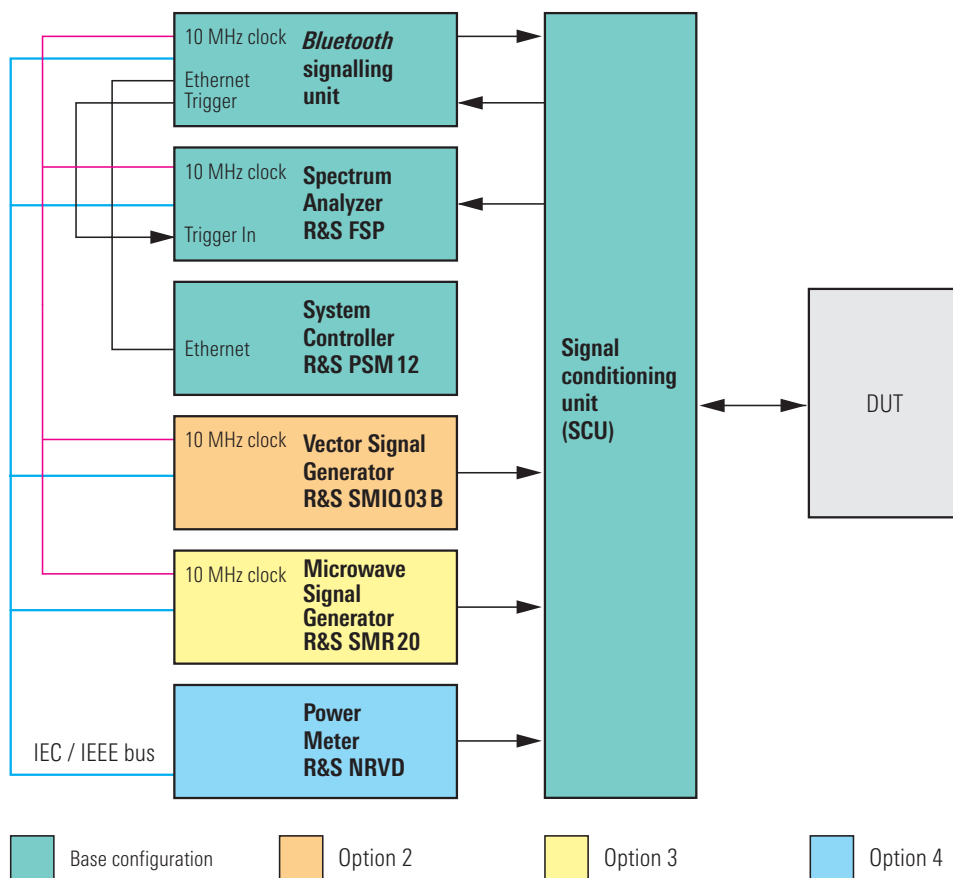 10 MHz clock
Bluetooth
signalling
unit
Ethernet
Trigger
10 MHz clock
Spectrum
Analyzer
R&S FSP
Trigger In
System
Controller
R&S PSM 12
Ethernet
10 MHz clock
Vector Signal
Generator
R&S SMIQ 03 B
10 MHz clock
Microwave
Signal
Generator
R&S SMR 20
Power
Meter
R&S NRVD
IEC / IEEE bus
Signal
conditioning
unit
(SCU)
DUT
Base configuration
Option 2
Option 3
Option 4